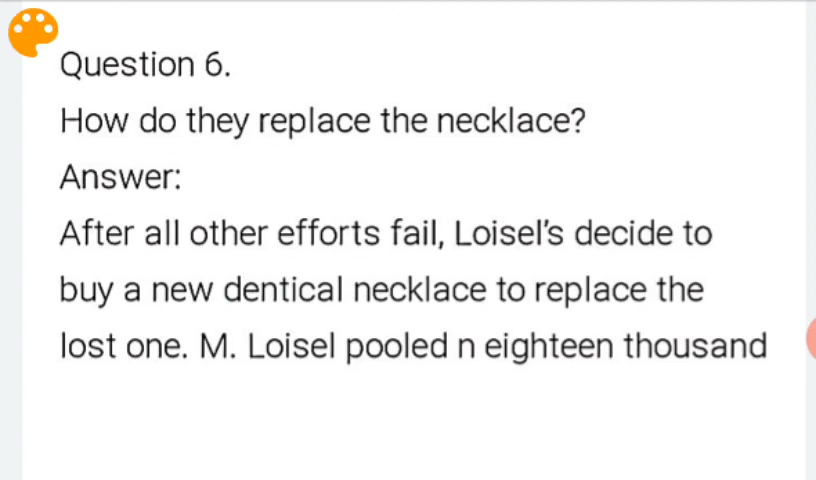 Question 6.
How do they replace the necklace?
Answer:
After all other efforts fail, Loisel's decide to
buy a new dentical necklace to replace the
lost one. M. Loisel pooled n eighteen thousand